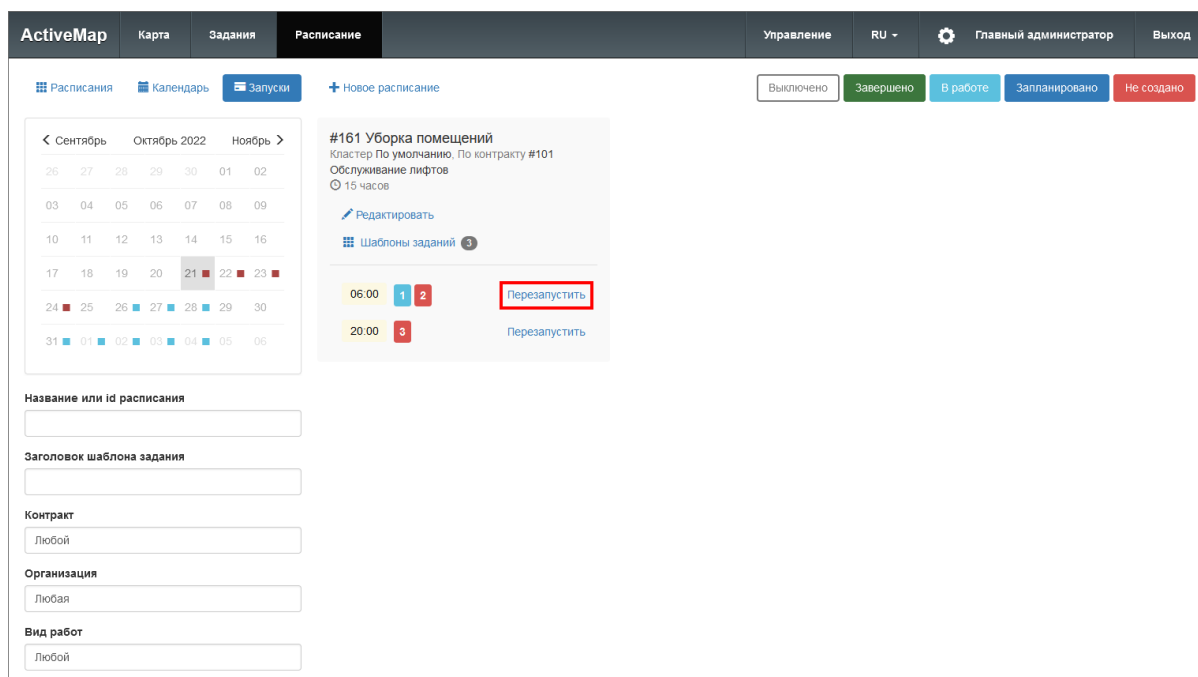 ActiveMap Карта Задания Расписание Управление RU Главный администратор Выход
Расписания Календарь Запуски Новое расписание Выключено Завершено В работе Запланировано Не создано
Сентябрь Октябрь 2022 Ноябрь
26 27 28 29 30 01 02
03 04 05 06 07 08 09
10 11 12 13 14 15 16
17 18 19 20 21 22 23
24 25 26 27 28 29 30
31 01 02 03 04 05 06
#161 Уборка помещений
Кластер По умолчанию, По контракту #101
Обслуживание лифтов
15 часов
Редактировать
Шаблоны заданий 3
06:00 1 2 Перезапустить
20:00 3 Перезапустить
Название или id расписания
Заголовок шаблона задания
Контракт
Любой
Организация
Любая
Вид работ
Любой